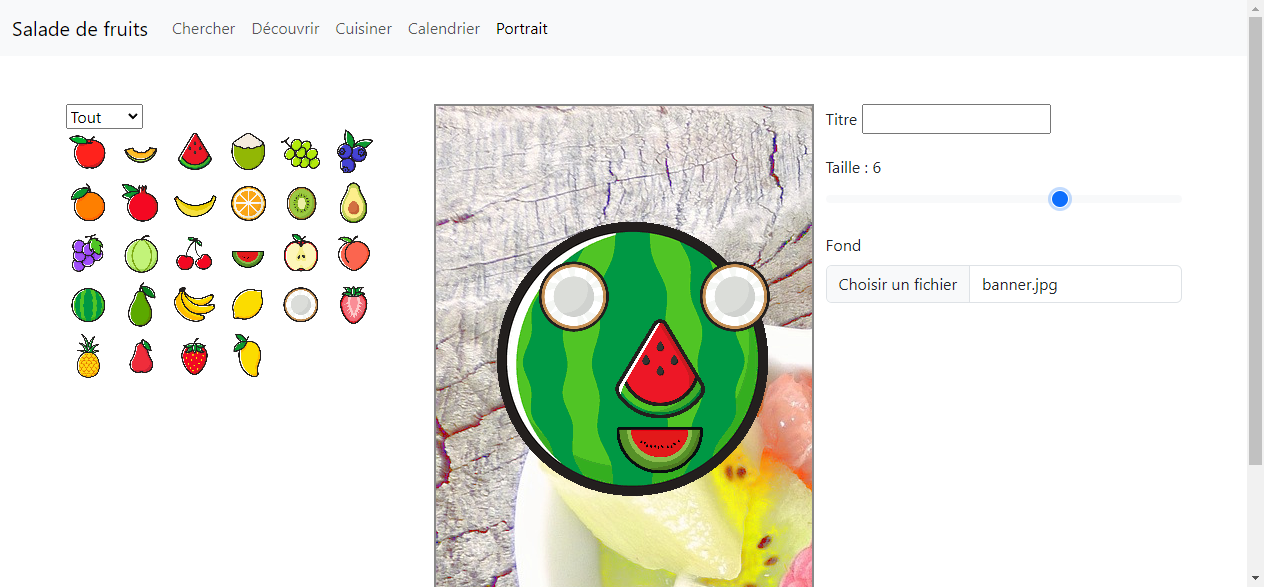 Salade de fruits Chercher Découvrir Cuisiner Calendrier Portrait
Tout
Titre
Taille : 6
Fond
Choisir un fichier banner.jpg